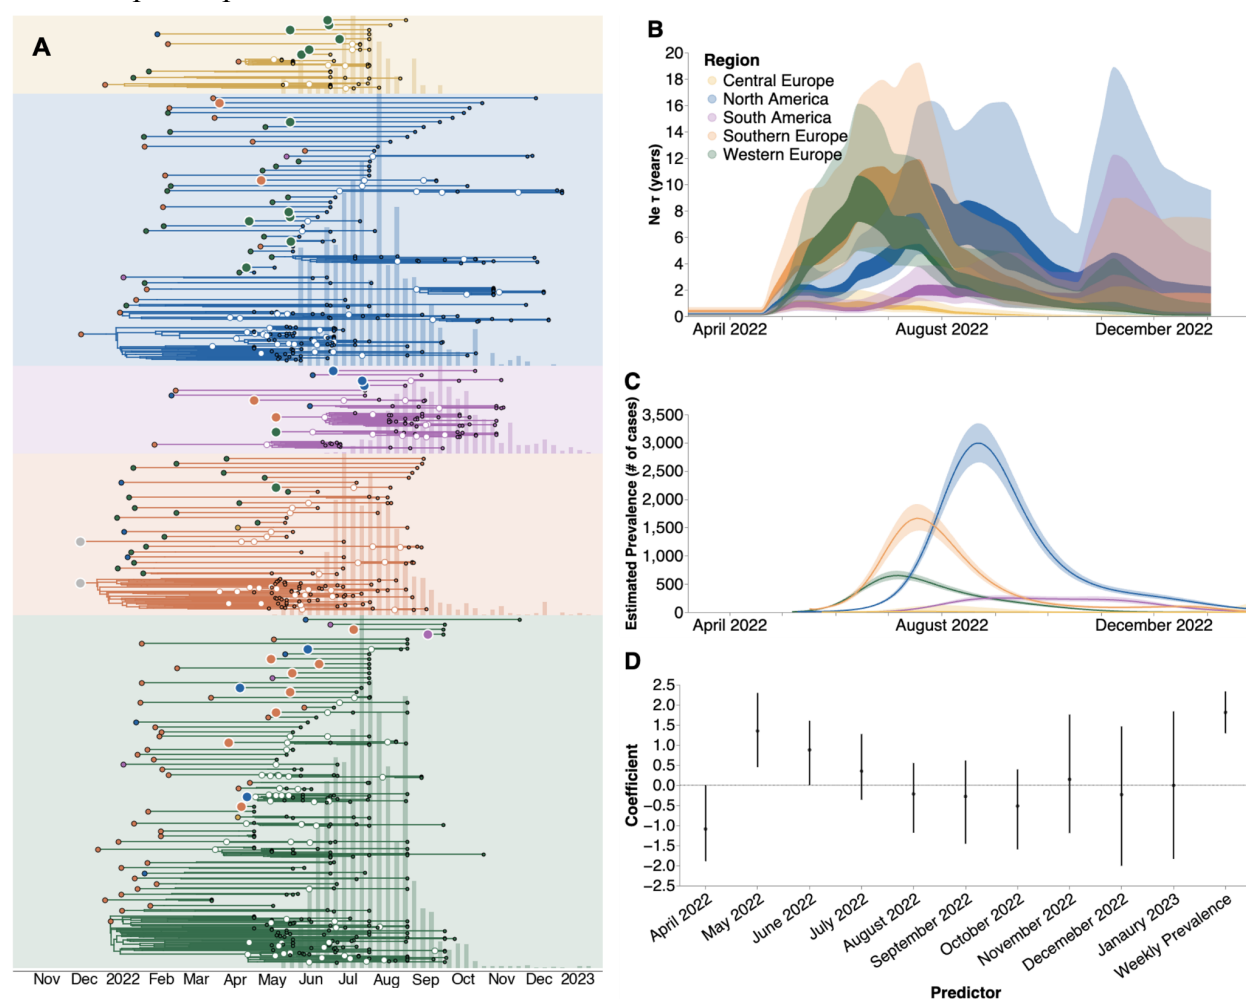 A
Nov Dec 2022 Feb Mar Apr May Jun Jul Aug Sep Oct Nov Dec 2023
B
Ne τ (years)
20
18
16
14
12
10
8
6
4
2
0
Region
Central Europe
North America
South America
Southern Europe
Western Europe
April 2022 August 2022 December 2022
C
Estimated Prevalence (# of cases)
3,500
3,000
2,500
2,000
1,500
1,000
500
0
April 2022 August 2022 December 2022
D
Coefficient
2.5
2.0
1.5
1.0
0.5
0.0
−0.5
−1.0
−1.5
−2.0
−2.5
April 2022
May 2022
June 2022
July 2022
August 2022
September 2022
October 2022
November 2022
Decemeber 2022
Janaury 2023
Weekly Prevalence
Predictor